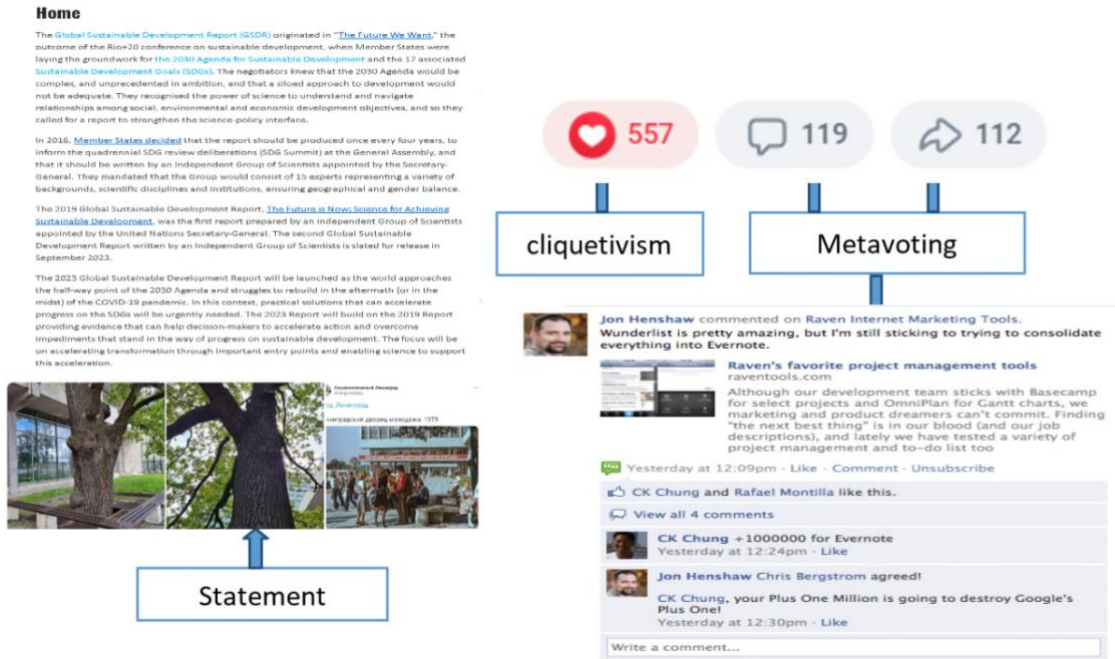 Home
The Global Sustainable Development Report (GSDR) originated in "The Future We Want," the
outcome of the Rio+20 conference on sustainable development, when Member States were
laying the groundwork for the 2030 Agenda for Sustainable Development and the 17 associated
Sustainable Development Goals (SDGs). The negotiators knew that the 2030 Agenda would be
complex, and unprecedented in ambition, and that a siloed approach to development would
not be adequate. They recognised the power of science to understand and navigate
relationships among social, environmental and economic development objectives, and so they
called for a report to strengthen the science-policy interface.
In 2016, Member States decided that the report should be produced once every four years, to
inform the quadrennial SDG review deliberations (SDG Summit) at the General Assembly, and
that it should be written by an Independent Group of Scientists appointed by the Secretary-
General. They mandated that the Group would consist of 15 experts representing a variety of
backgrounds, scientific disciplines and institutions, ensuring geographical and gender balance.
The 2019 Global Sustainable Development Report, The Future is Now: Science for Achieving
Sustainable Development, was the first report prepared by an Independent Group of Scientists
appointed by the United Nations Secretary-General. The second Global Sustainable
Development Report written by an Independent Group of Scientists is slated for release in
September 2023.
The 2023 Global Sustainable Development Report will be launched as the world approaches
the half-way point of the 2030 Agenda and struggles to rebuild in the aftermath (or in the
midst) of the COVID-19 pandemic. In this context, practical solutions that can accelerate
progress on the SDGs will be urgently needed. The 2023 Report will build on the 2019 Report
providing evidence that can help decision-makers to accelerate action and overcome
impediments that stand in the way of progress on sustainable development. The focus will be
on accelerating transformation through important entry points and enabling science to support
this acceleration.
Ленинград
дворец молодежи, 1979
Statement
557 119 112
cliquetivism
Metavoting
Jon Henshaw commented on Raven Internet Marketing Tools.
Wunderlist is pretty amazing, but I'm still sticking to trying to consolidate
everything into Evernote.
Raven's favorite project management tools
raventools.com
Although our development team sticks with Basecamp
for select projects and OmniPlan for Gantt charts, we
marketing and product dreamers can't commit. Finding
"the next best thing" is in our blood (and our job
descriptions), and lately we have tested a variety of
project management and to-do list too
Yesterday at 12:09pm · Like · Comment · Unsubscribe
CK Chung and Rafael Montilla like this.
View all 4 comments
CK Chung +1000000 for Evernote
Yesterday at 12:24pm · Like
Jon Henshaw Chris Bergstrom agreed!
CK Chung, your Plus One Million is going to destroy Google's
Plus One!
Yesterday at 12:30pm · Like
Write a comment...